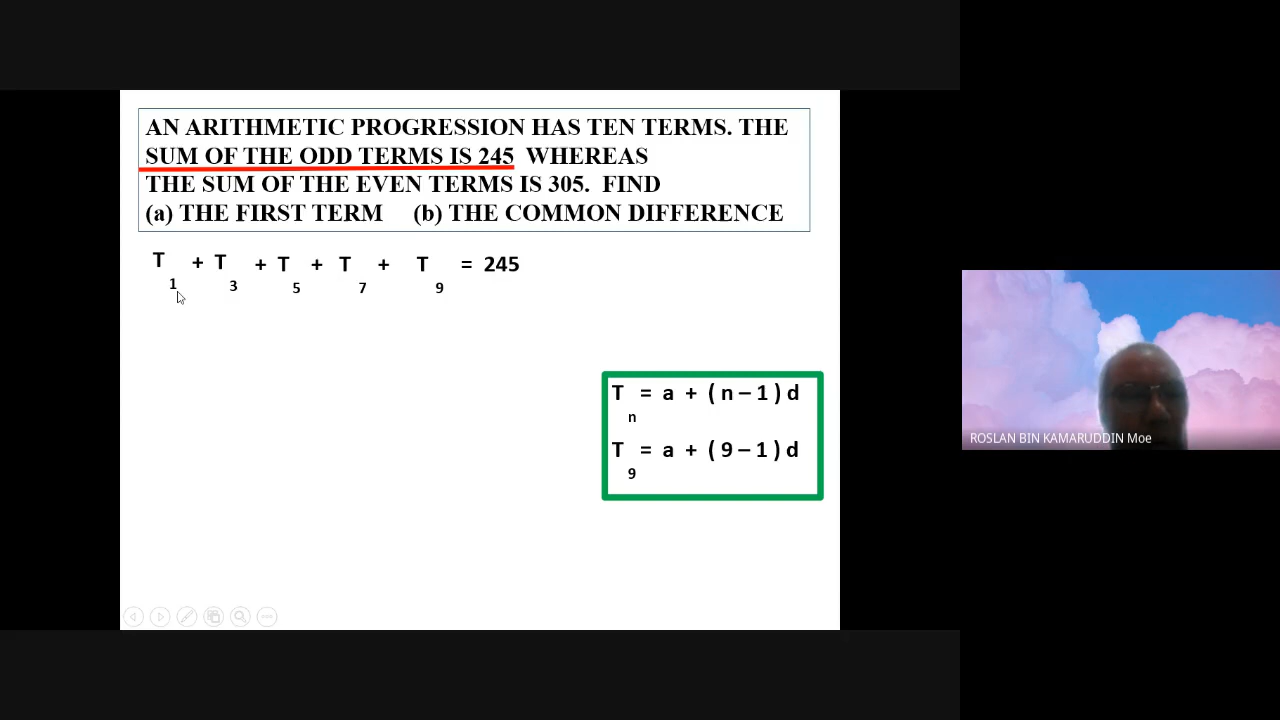 AN ARITHMETIC PROGRESSION HAS TEN TERMS. THE
SUM OF THE ODD TERMS IS 245 WHEREAS
THE SUM OF THE EVEN TERMS IS 305. FIND
(a) THE FIRST TERM (b) THE COMMON DIFFERENCE
T1 + T3 + T5 + T7 + T9 = 245
Tn = a + ( n – 1 ) d
T9 = a + ( 9 – 1 ) d
ROSLAN BIN KAMARUDDIN Moe